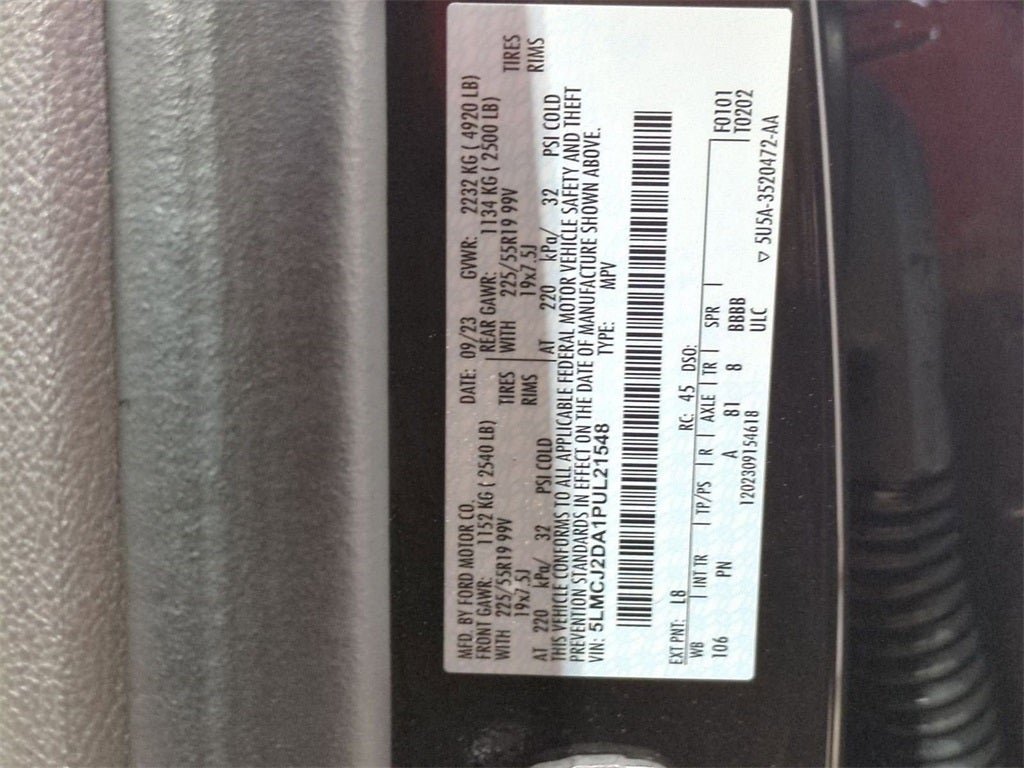 MFD. BY FORD MOTOR CO.
DATE: 09/23 GVWR: 2232 KG ( 4920 LB)
FRONT GAWR: 1152 KG ( 2540 LB) REAR GAWR: 1134 KG ( 2500 LB)
WITH 225/55R19 99V TIRES WITH 225/55R19 99V TIRES
19x7.5J RIMS 19x7.5J RIMS
AT 220 kPa/ 32 PSI COLD AT 220 kPa/ 32 PSI COLD
THIS VEHICLE CONFORMS TO ALL APPLICABLE FEDERAL MOTOR VEHICLE SAFETY AND THEFT
PREVENTION STANDARDS IN EFFECT ON THE DATE OF MANUFACTURE SHOWN ABOVE.
VIN: 5LMCJ2DA1PUL21548 TYPE: MPV
EXT PNT: L8 RC: 45 DSO: F0101
WB INT TR TP/PS R AXLE TR SPR T0202
106 PN A 81 8 BBBB
1202309154618 ULC ▽ 5U5A-3520472-AA